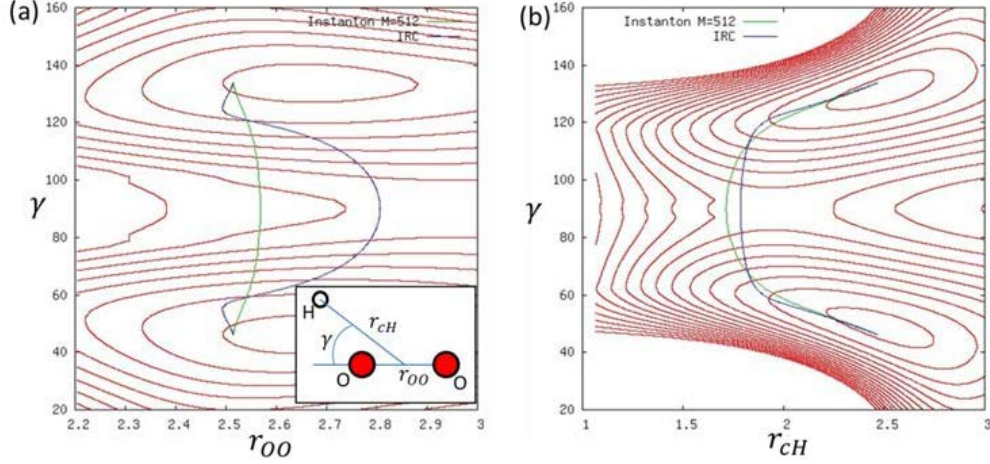 (a)
Instanton M=512
IRC
160
140
120
100
80
60
40
20
γ
2.2 2.3 2.4 2.5 2.6 2.7 2.8 2.9 3
r_OO
H
r_cH
γ
O
r_OO
O
(b)
Instanton M=512
IRC
160
140
120
100
80
60
40
20
γ
1 1.5 2 2.5 3
r_cH